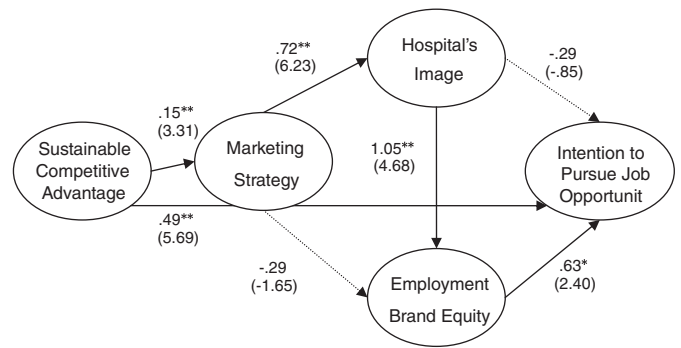 .72**
(6.23)
Hospital's
Image
-.29
(-.85)
.15**
(3.31)
Sustainable
Competitive
Advantage
Marketing
Strategy
1.05**
(4.68)
Intention to
Pursue Job
Opportunit
.49**
(5.69)
-.29
(-1.65)
Employment
Brand Equity
.63*
(2.40)